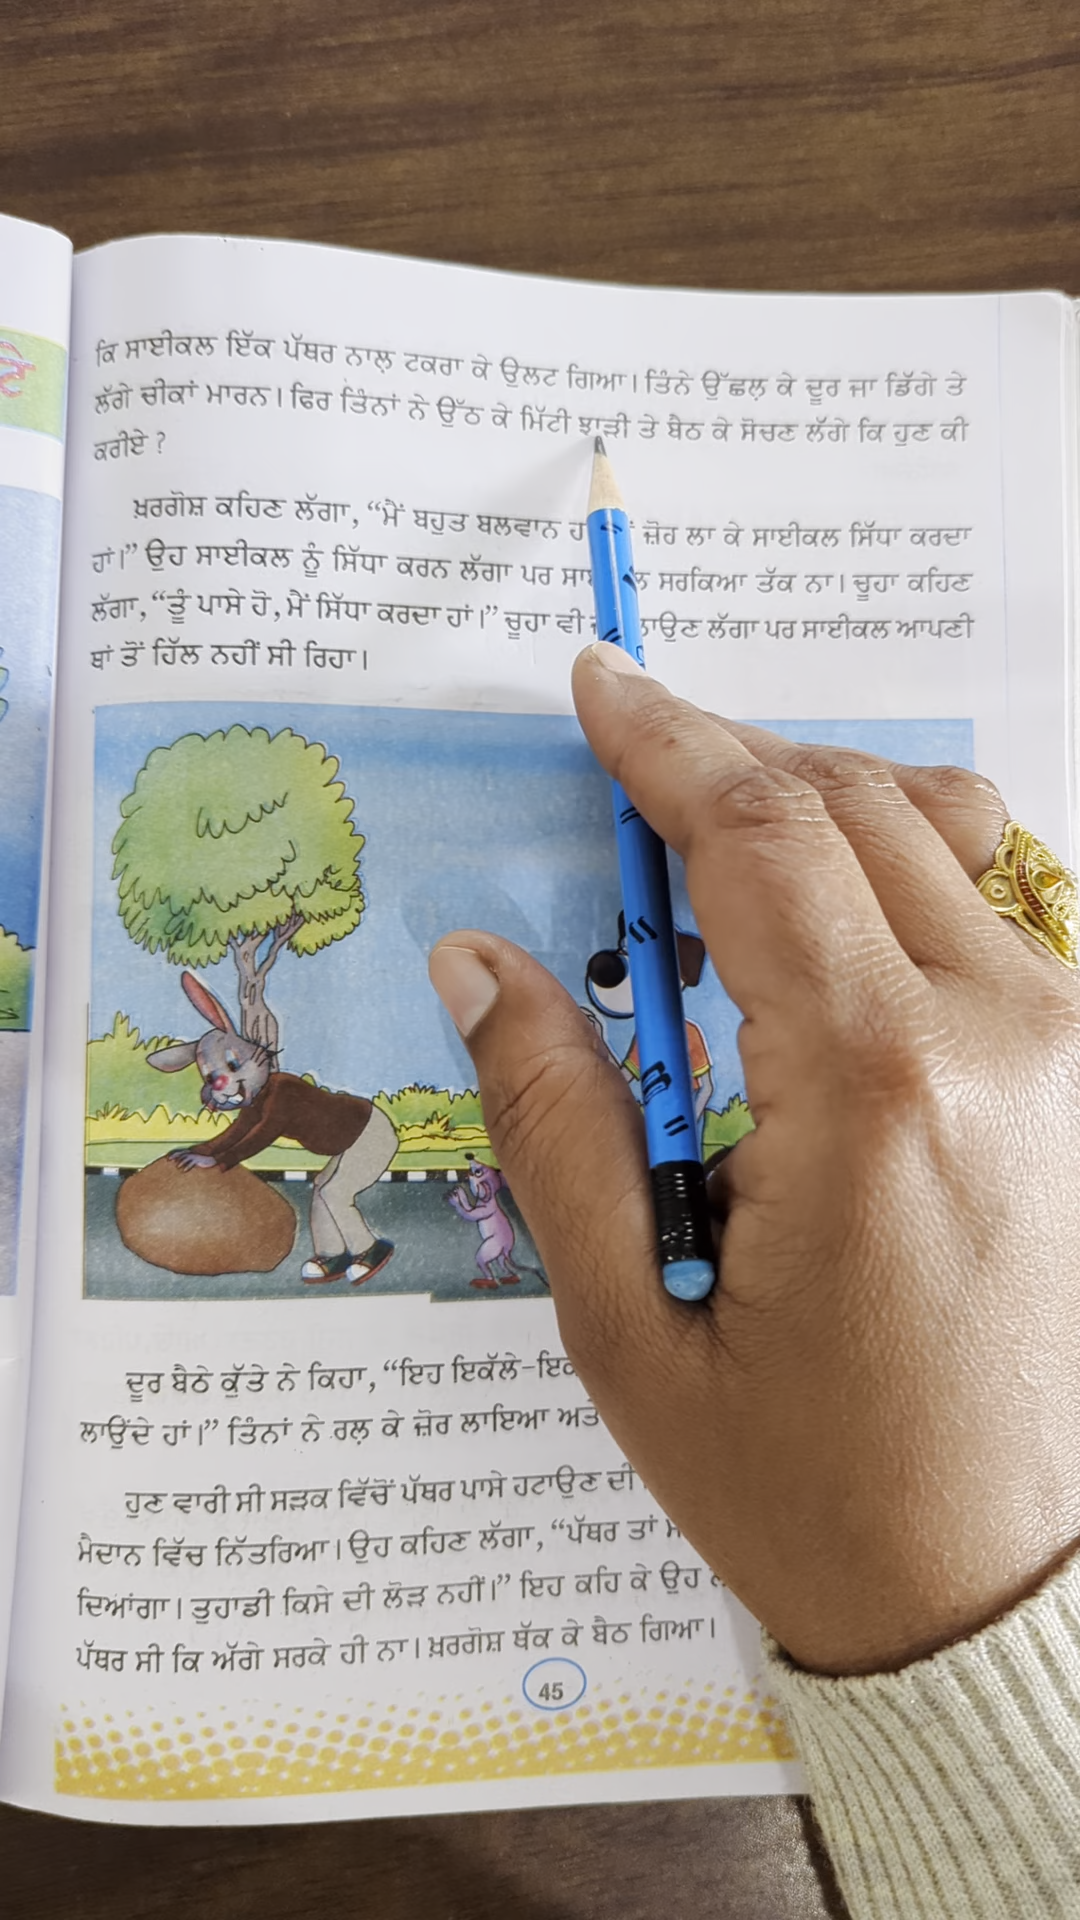 ਕਿ ਸਾਈਕਲ ਇੱਕ ਪੱਥਰ ਨਾਲ਼ ਟਕਰਾ ਕੇ ਉਲਟ ਗਿਆ। ਤਿੰਨੇ ਉੱਛਲ਼ ਕੇ ਦੂਰ ਜਾ ਡਿੱਗੇ ਤੇ
ਲੱਗੇ ਚੀਕਾਂ ਮਾਰਨ। ਫਿਰ ਤਿੰਨਾਂ ਨੇ ਉੱਠ ਕੇ ਮਿੱਟੀ ਝਾੜੀ ਤੇ ਬੈਠ ਕੇ ਸੋਚਣ ਲੱਗੇ ਕਿ ਹੁਣ ਕੀ
ਕਰੀਏ ?
ਖ਼ਰਗੋਸ਼ ਕਹਿਣ ਲੱਗਾ, “ਮੈਂ ਬਹੁਤ ਬਲਵਾਨ ਜ਼ੋਹ ਲਾ ਕੇ ਸਾਈਕਲ ਸਿੱਧਾ ਕਰਦਾ
ਹਾਂ।” ਉਹ ਸਾਈਕਲ ਨੂੰ ਸਿੱਧਾ ਕਰਨ ਲੱਗਾ ਪਰ ਸਰਕਿਆ ਤੱਕ ਨਾ। ਚੂਹਾ ਕਹਿਣ
ਲੱਗਾ, “ਤੂੰ ਪਾਸੇ ਹੋ, ਮੈਂ ਸਿੱਧਾ ਕਰਦਾ ਹਾਂ।” ਚੂਹਾ ਵੀ ਲੱਗਾ ਪਰ ਸਾਈਕਲ ਆਪਣੀ
ਥਾਂ ਤੋਂ ਹਿੱਲ ਨਹੀਂ ਸੀ ਰਿਹਾ।
ਦੂਰ ਬੈਠੇ ਕੁੱਤੇ ਨੇ ਕਿਹਾ, “ਇਹ ਇਕੱਲੇ-
ਲਾਉਂਦੇ ਹਾਂ।” ਤਿੰਨਾਂ ਨੇ ਰਲ਼ ਕੇ ਜ਼ੋਰ ਲਾਇਆ ਅਤੇ
ਹੁਣ ਵਾਰੀ ਸੀ ਸੜਕ ਵਿੱਚੋਂ ਪੱਥਰ ਪਾਸੇ ਹਟਾਉਣ ਦੀ
ਮੈਦਾਨ ਵਿੱਚ ਨਿੱਤਰਿਆ। ਉਹ ਕਹਿਣ ਲੱਗਾ, “ਪੱਥਰ ਤਾਂ
ਦਿਆਂਗਾ। ਤੁਹਾਡੀ ਕਿਸੇ ਦੀ ਲੋੜ ਨਹੀਂ।” ਇਹ ਕਹਿ ਕੇ ਉਹ
ਪੱਥਰ ਸੀ ਕਿ ਅੱਗੇ ਸਰਕੇ ਹੀ ਨਾ। ਖ਼ਰਗੋਸ਼ ਥੱਕ ਕੇ ਬੈਠ ਗਿਆ।
45